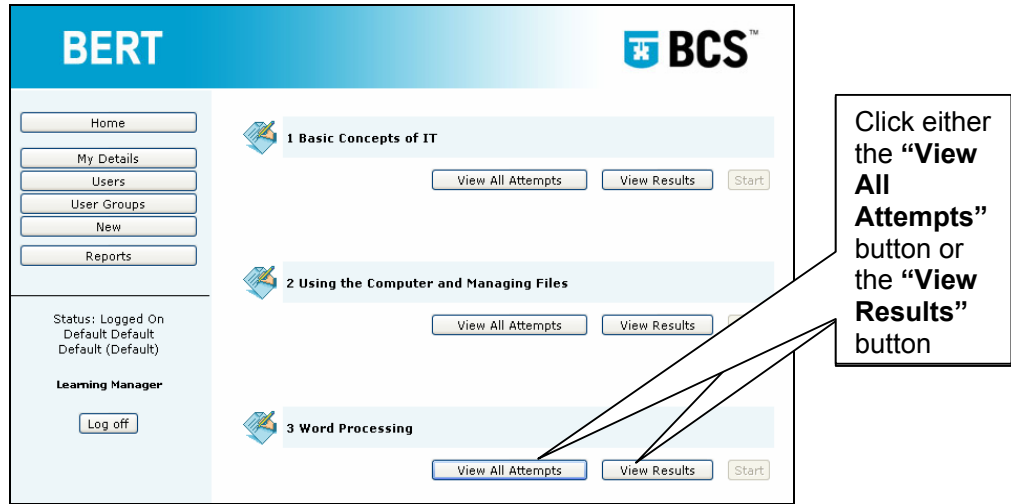 BERT
BCS™
Home
My Details
Users
User Groups
New
Reports
Status: Logged On
Default Default
Default (Default)
Learning Manager
Log off
1 Basic Concepts of IT
View All Attempts View Results Start
2 Using the Computer and Managing Files
View All Attempts View Results
3 Word Processing
View All Attempts View Results Start
Click either
the “View
All
Attempts”
button or
the “View
Results”
button